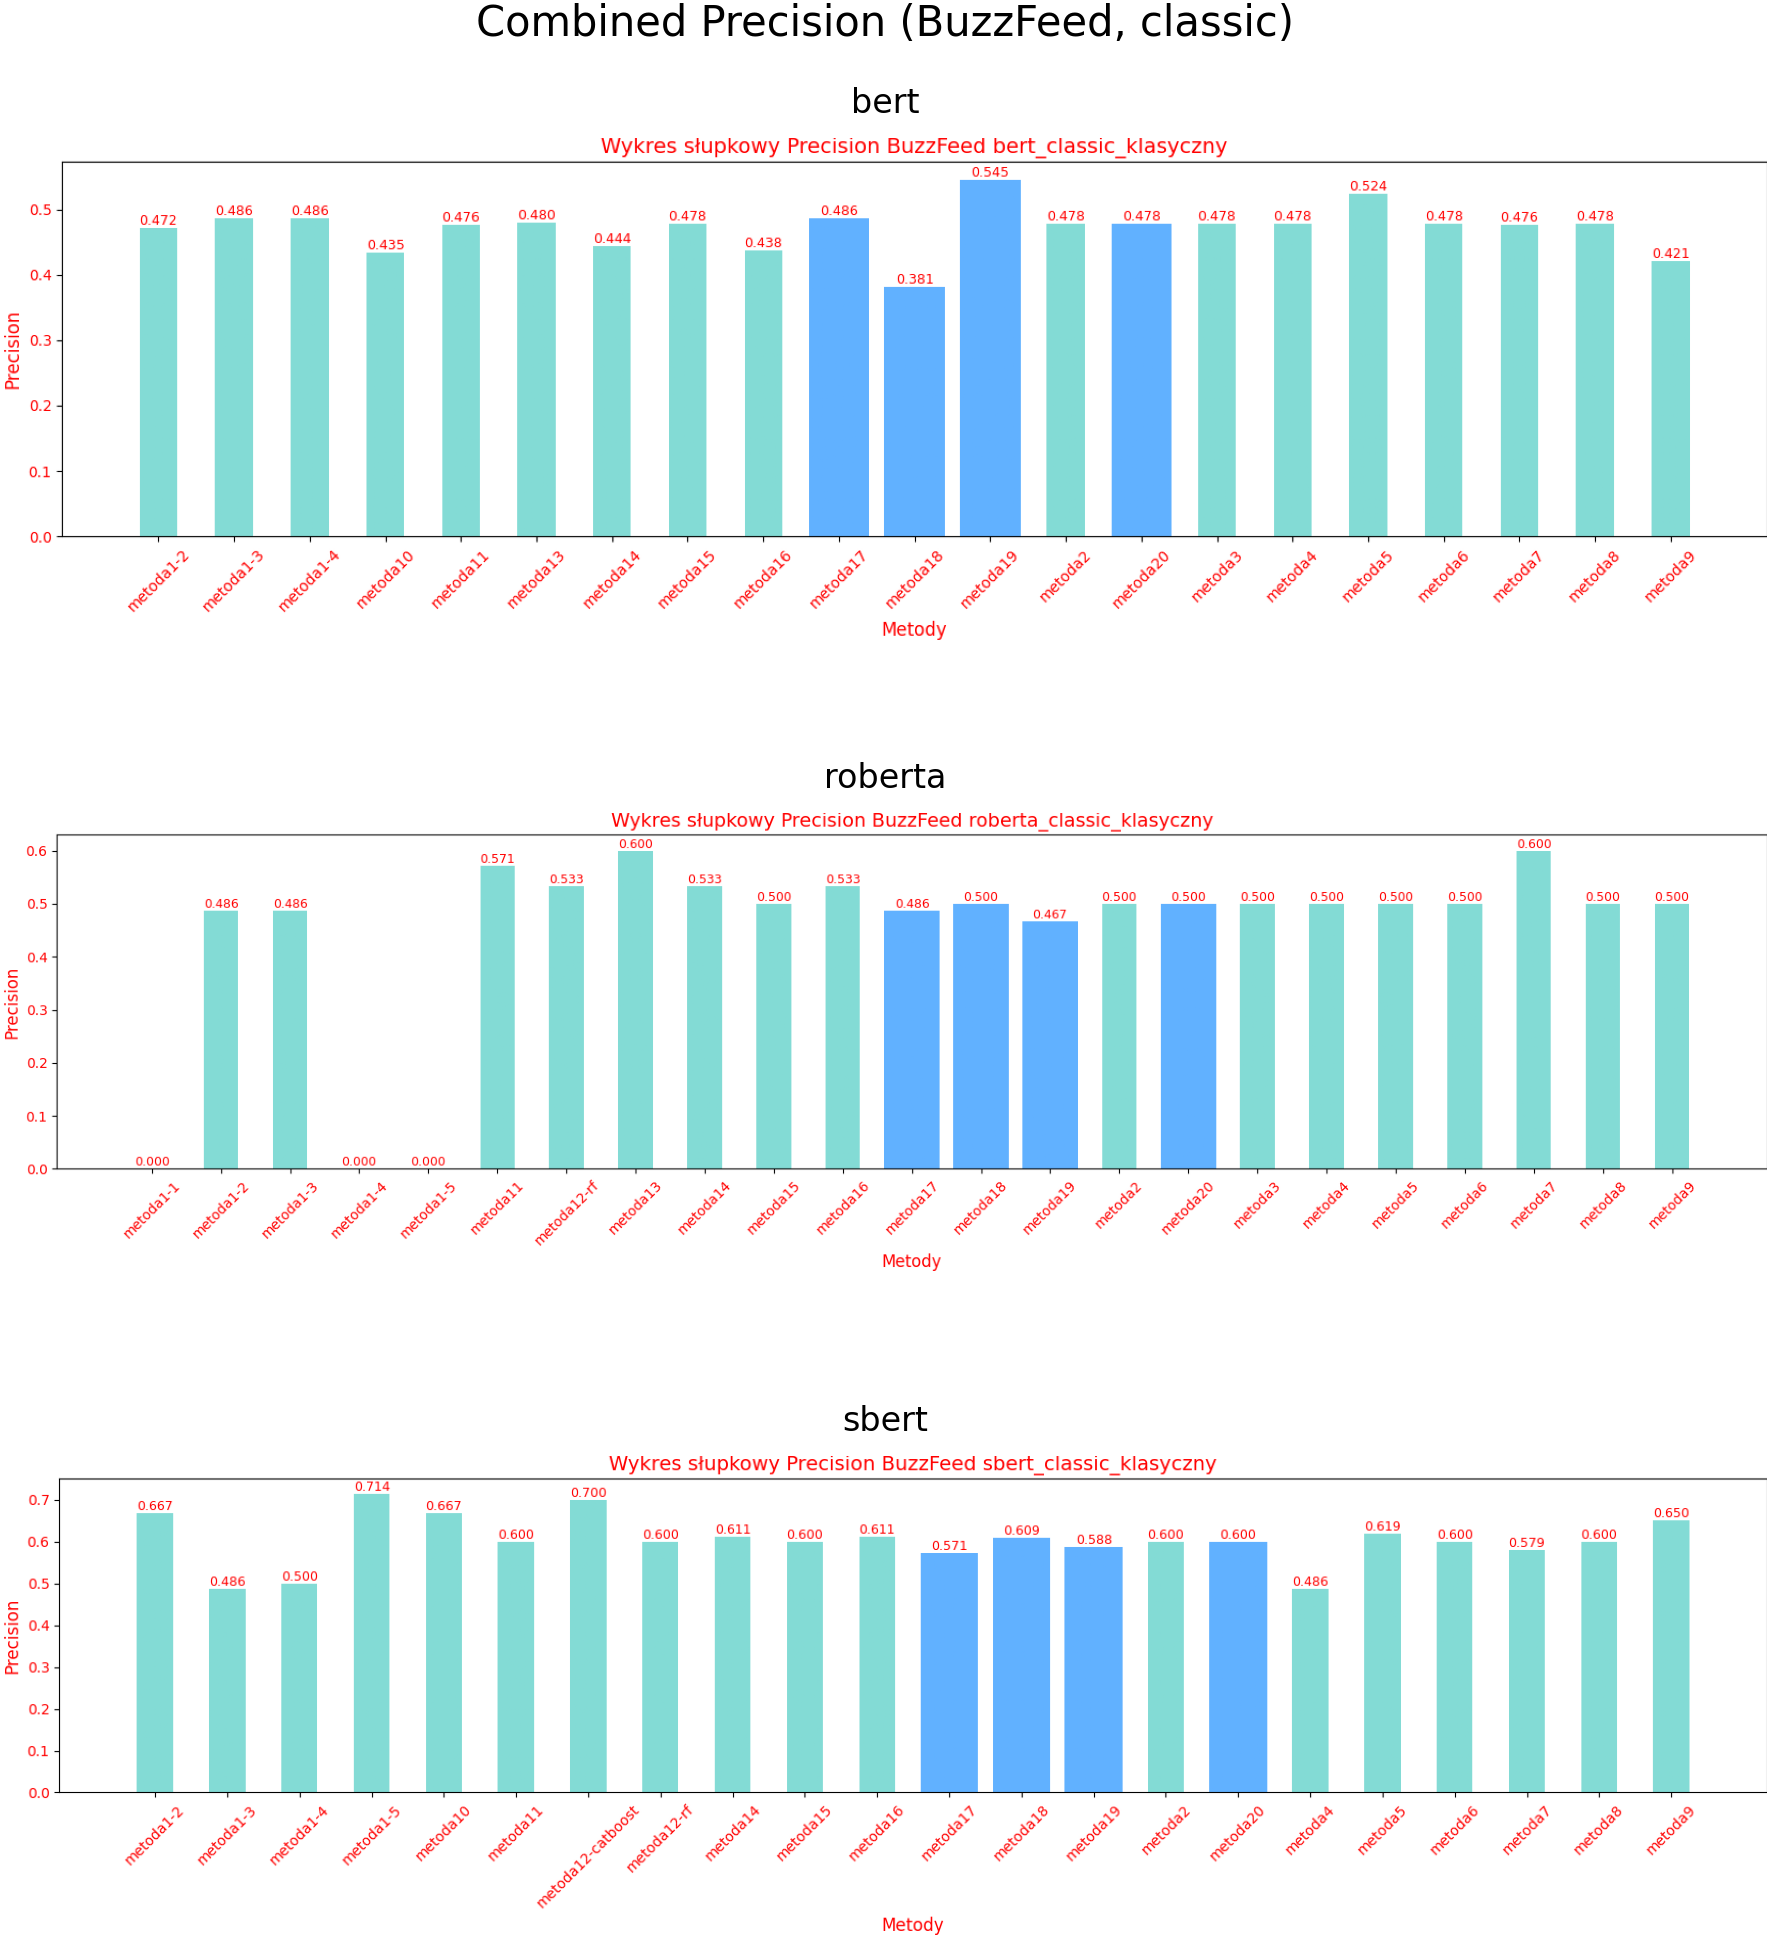 Combined Precision (BuzzFeed, classic)
bert
Wykres słupkowy Precision BuzzFeed bert_classic_klasyczny
0.472 0.486 0.486 0.435 0.476 0.480 0.444 0.478 0.438 0.486 0.381 0.545 0.478 0.478 0.478 0.478 0.524 0.478 0.476 0.478 0.421
0.5
0.4
0.3
0.2
0.1
0.0
Precision
metoda1-2 metoda1-3 metoda1-4 metoda10 metoda11 metoda13 metoda14 metoda15 metoda16 metoda17 metoda18 metoda19 metoda2 metoda20 metoda3 metoda4 metoda5 metoda6 metoda7 metoda8 metoda9
Metody
roberta
Wykres słupkowy Precision BuzzFeed roberta_classic_klasyczny
0.000 0.486 0.486 0.000 0.000 0.571 0.533 0.600 0.533 0.500 0.533 0.486 0.500 0.467 0.500 0.500 0.500 0.500 0.500 0.500 0.600 0.500 0.500
0.6
0.5
0.4
0.3
0.2
0.1
0.0
Precision
metoda1-1 metoda1-2 metoda1-3 metoda1-4 metoda1-5 metoda11 metoda12-rf metoda13 metoda14 metoda15 metoda16 metoda17 metoda18 metoda19 metoda2 metoda20 metoda3 metoda4 metoda5 metoda6 metoda7 metoda8 metoda9
Metody
sbert
Wykres słupkowy Precision BuzzFeed sbert_classic_klasyczny
0.667 0.486 0.500 0.714 0.667 0.600 0.700 0.600 0.611 0.600 0.611 0.571 0.609 0.588 0.600 0.600 0.486 0.619 0.600 0.579 0.600 0.650
0.7
0.6
0.5
0.4
0.3
0.2
0.1
0.0
Precision
metoda1-2 metoda1-3 metoda1-4 metoda1-5 metoda10 metoda11 metoda12-catboost metoda12-rf metoda14 metoda15 metoda16 metoda17 metoda18 metoda19 metoda2 metoda20 metoda4 metoda5 metoda6 metoda7 metoda8 metoda9
Metody